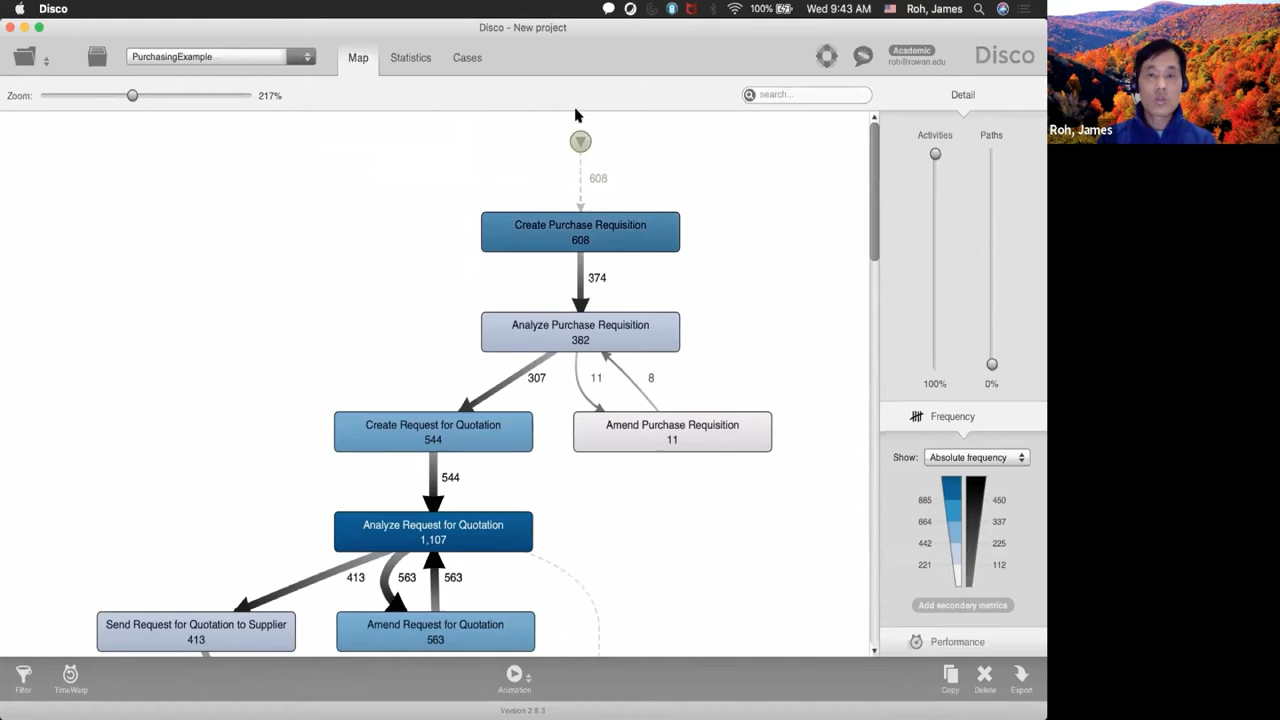 Disco
100%
Wed 9:43 AM
Roh, James
Disco - New project
PurchasingExample
Map
Statistics
Cases
Academic
roh@rowan.edu
Disco
Zoom:
217%
search...
Detail
Activities
Paths
100%
0%
608
Create Purchase Requisition
608
374
Analyze Purchase Requisition
382
307
11
8
Create Request for Quotation
544
Amend Purchase Requisition
11
544
Analyze Request for Quotation
1,107
413
563
563
Send Request for Quotation to Supplier
413
Amend Request for Quotation
563
Frequency
Show:
Absolute frequency
885
450
664
337
442
225
221
112
Add secondary metrics
Performance
Filter
TimeWarp
Animation
Copy
Delete
Export
Version 2.8.3
Roh, James